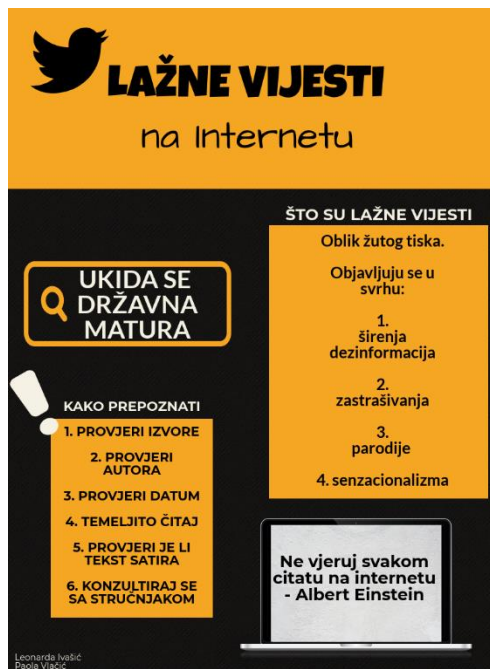 LAŽNE VIJESTI
na Internetu
UKIDA SE
DRŽAVNA
MATURA
ŠTO SU LAŽNE VIJESTI
Oblik žutog tiska.
Objavljuju se u
svrhu:
1.
širenja
dezinformacija
2.
zastrašivanja
3.
parodije
4. senzacionalizma
KAKO PREPOZNATI
1. PROVJERI IZVORE
2. PROVJERI
AUTORA
3. PROVJERI DATUM
4. TEMELJITO ČITAJ
5. PROVJERI JE LI
TEKST SATIRA
6. KONZULTIRAJ SE
SA STRUČNJAKOM
Ne vjeruj svakom
citatu na internetu
- Albert Einstein
Leonarda Ivašić
Paola Vlačić